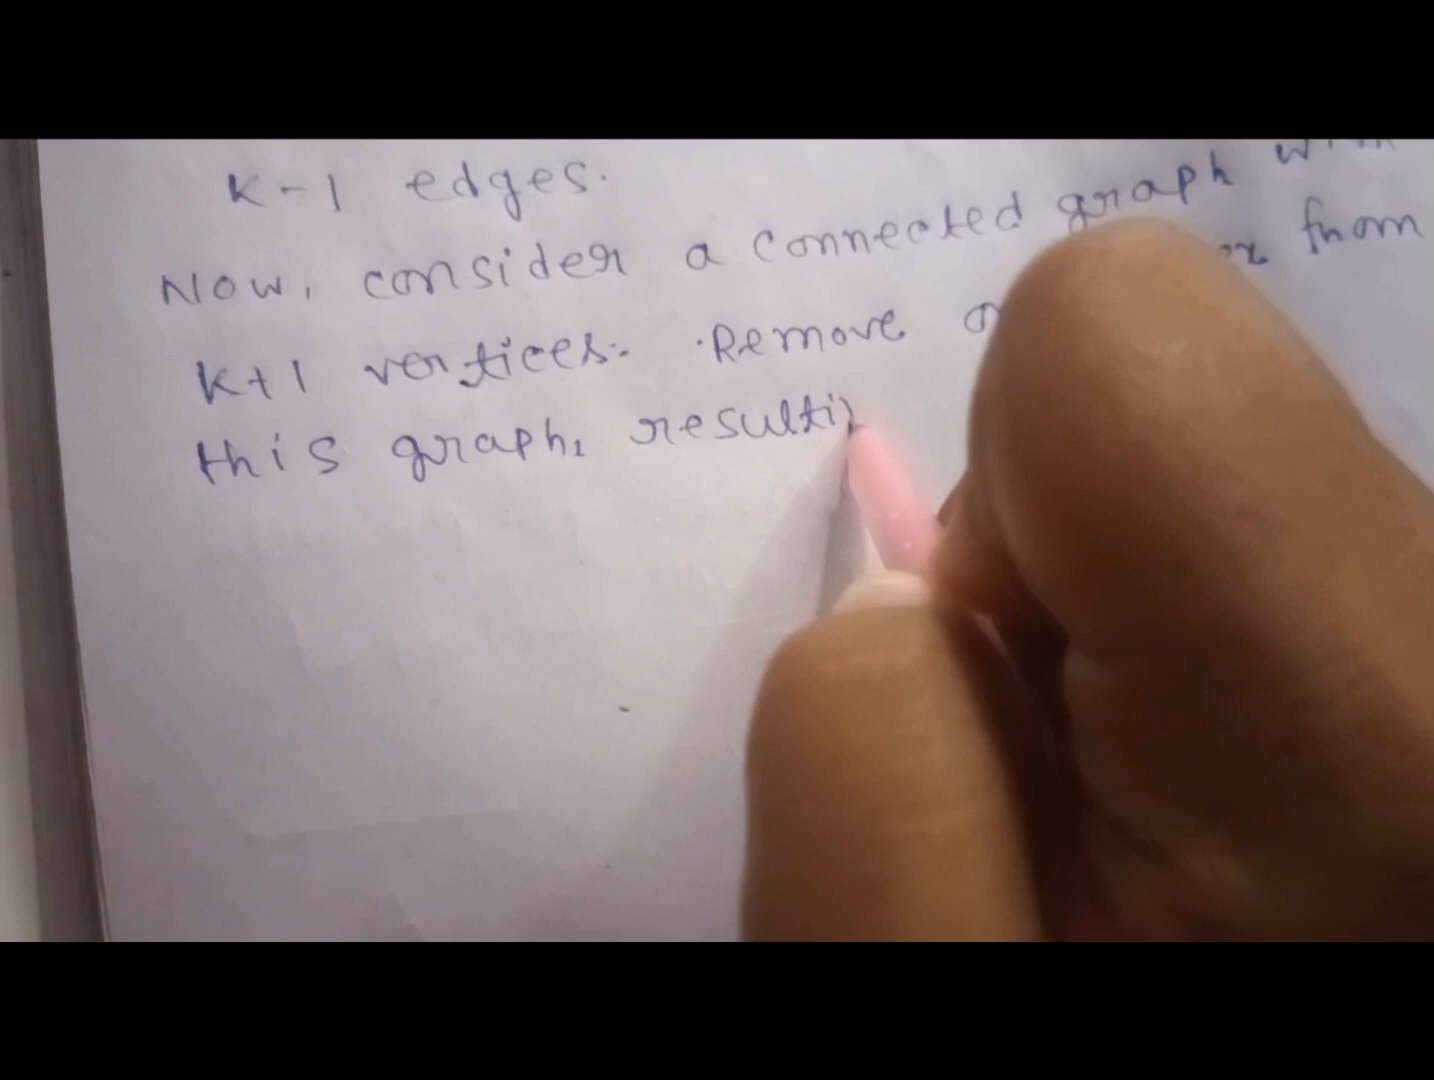 K-1 edges.
Now, consider a connected graph
K+1 vertices. Remove from
this graph, resulti